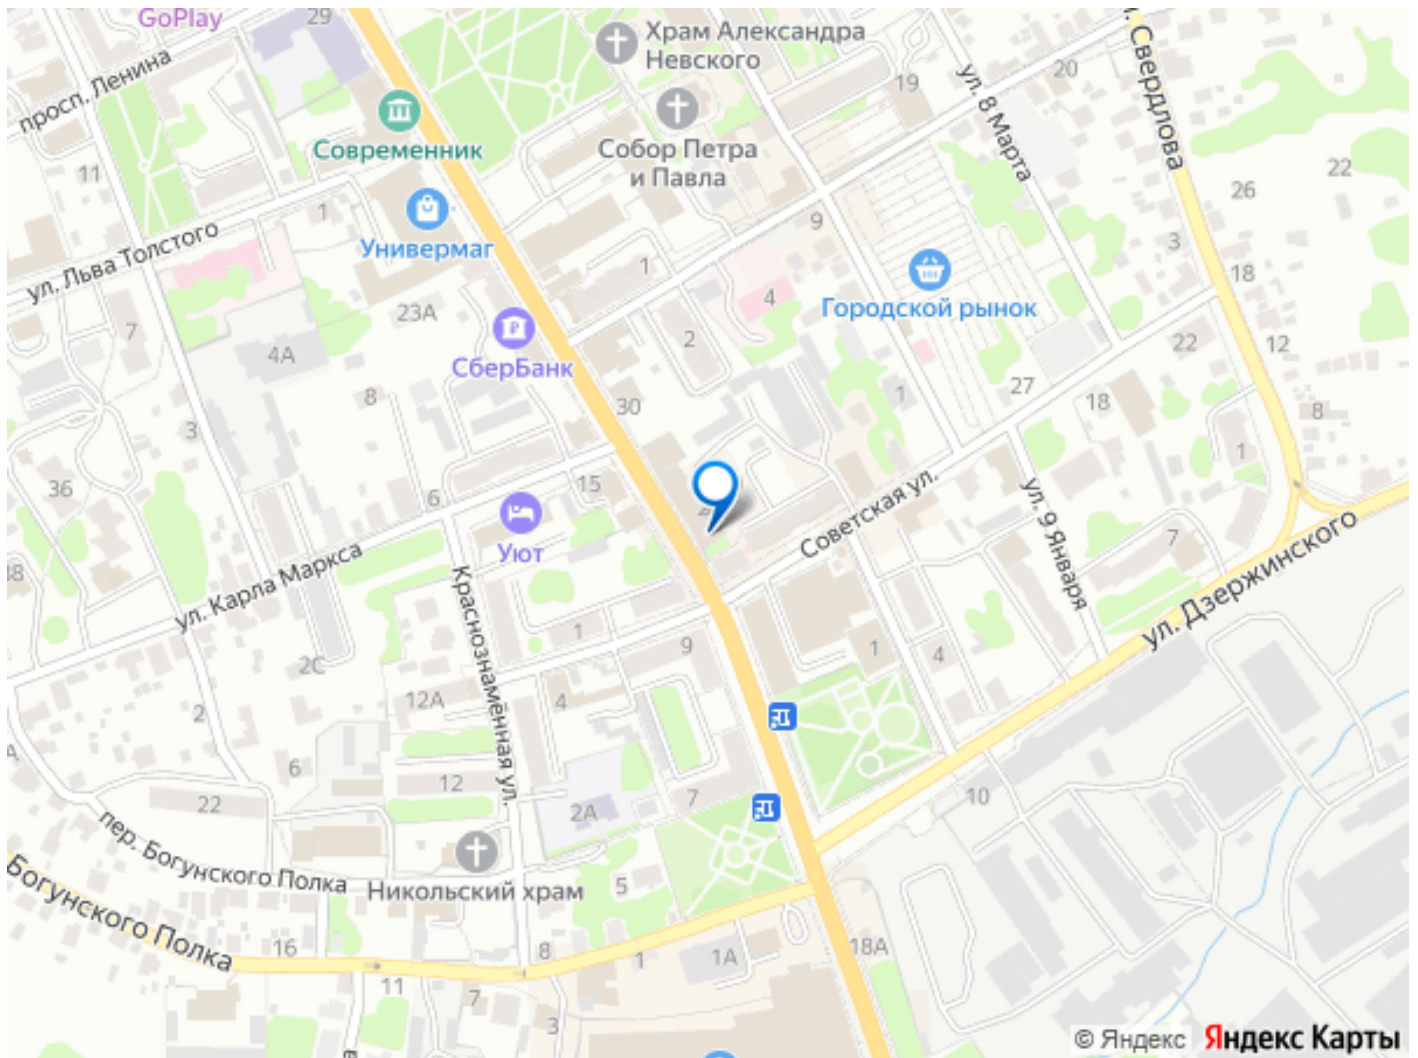 GoPlay
29
просп. Ленина
Храм Александра
Невского
19
20
ул. 8 Марта
л. Свердлова
Современник
Собор Петра
и Павла
11
22
26
1
Универмаг
ул. Льва Толстого
9
3
1
18
4
Городской рынок
23А
7
4А
СберБанк
2
22
12
8
30
1
27
18
8
3
1
36
6
15
Советская ул.
ул. 9 Января
Уют
7
ул. Дзержинского
38
ул. Карла Маркса
Краснознамённая ул.
1
9
1
4
2С
12А
4
2
6
12
22
2А
7
10
пер. Богунского Полка
Никольский храм
5
Богунского Полка
16
8
1
1А
18А
11
7
3
© Яндекс Яндекс Карты